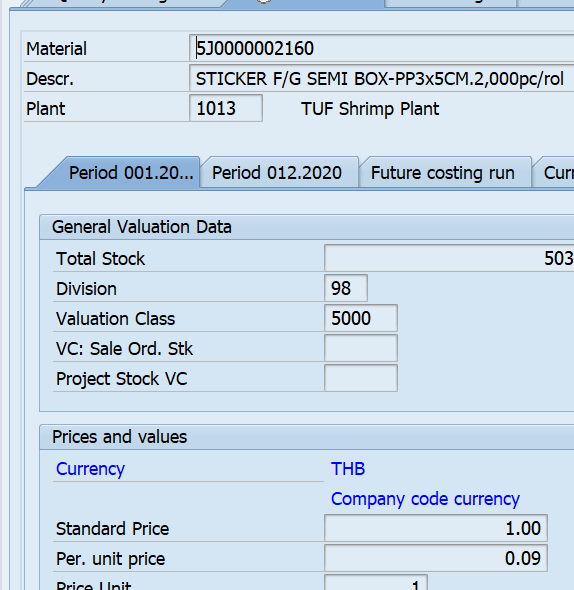 Material 5J0000002160
Descr. STICKER F/G SEMI BOX-PP3x5CM.2,000pc/rol
Plant 1013 TUF Shrimp Plant
Period 001.20... Period 012.2020 Future costing run
General Valuation Data
Total Stock 503
Division 98
Valuation Class 5000
VC: Sale Ord. Stk
Project Stock VC
Prices and values
Currency THB
Company code currency
Standard Price 1.00
Per. unit price 0.09
Price Unit 1